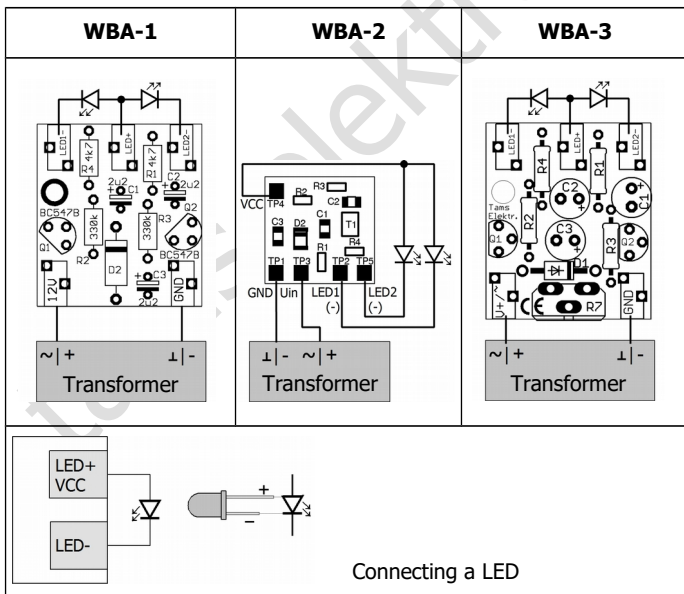 WBA-1
WBA-2
WBA-3
LED1-
LED+
LED2-
4k7
R4
4k7
R1
C2
2u2
2u2
C1
BC547B
Q1
330k
R2
330k
R3
Q2
BC547B
D2
C3
2u2
12V
GND
~|+
⊥|-
Transformer
VCC
TP4
R2
R3
C2
C3
D2
C1
T1
R1
R4
TP1
TP3
TP2
TP5
GND
Uin
LED1
(-)
LED2
(-)
⊥|-
~|+
Transformer
LED1-
LED+
LED2-
R4
R1
C2
+
C1
+
Tams
Elektr.
R2
Q1
C3
+
R3
Q2
D1
V+/~
CE
R7
GND
~|+
⊥|-
Transformer
LED+
VCC
LED-
+
–
Connecting a LED